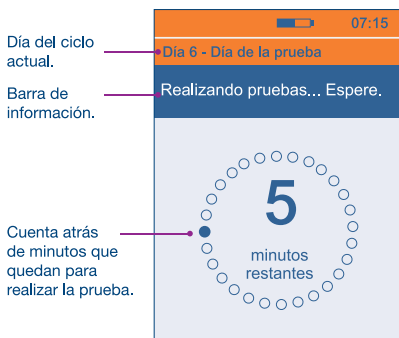 07:15
Día del ciclo
actual.
Día 6 - Día de la prueba
Barra de
información.
Realizando pruebas... Espere.
Cuenta atrás
de minutos que
quedan para
realizar la prueba.
5
minutos
restantes